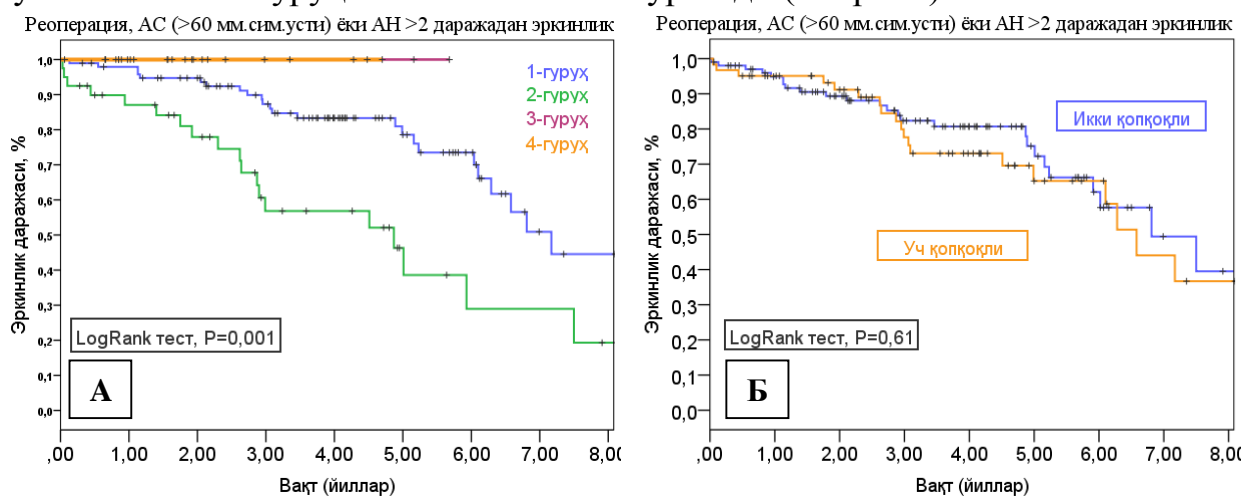 Реоперация, АС (>60 мм.сим.усти) ёки АН >2 даражадан эркинлик
1-гуруҳ
2-гуруҳ
3-гуруҳ
4-гуруҳ
Эркинлик даражаси, %
1,0
0,9
0,8
0,7
0,6
0,5
0,4
0,3
0,2
0,1
0,0
LogRank тест, P=0,001
А
,00 1,00 2,00 3,00 4,00 5,00 6,00 7,00 8,00
Вақт (йиллар)
Реоперация, АС (>60 мм.сим.усти) ёки АН >2 даражадан эркинлик
Икки қопқоқли
Уч қопқоқли
Эркинлик даражаси, %
1,0
0,9
0,8
0,7
0,6
0,5
0,4
0,3
0,2
0,1
0,0
LogRank тест, P=0,61
Б
,00 1,00 2,00 3,00 4,00 5,00 6,00 7,00 8,00
Вақт (йиллар)